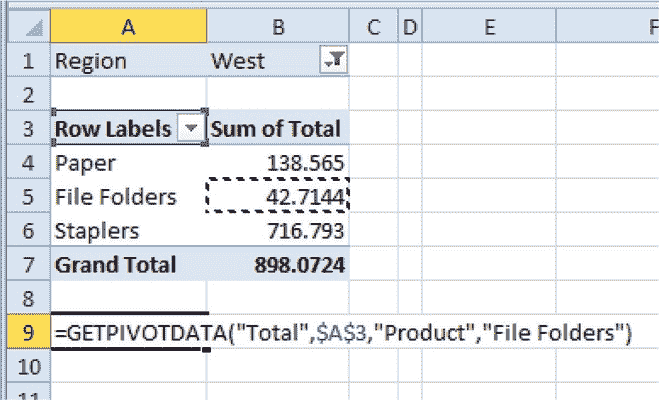 A B C D E F
1 Region West
2
3 Row Labels Sum of Total
4 Paper 138.565
5 File Folders 42.7144
6 Staplers 716.793
7 Grand Total 898.0724
8
9 =GETPIVOTDATA("Total",$A$3,"Product","File Folders")
10
11